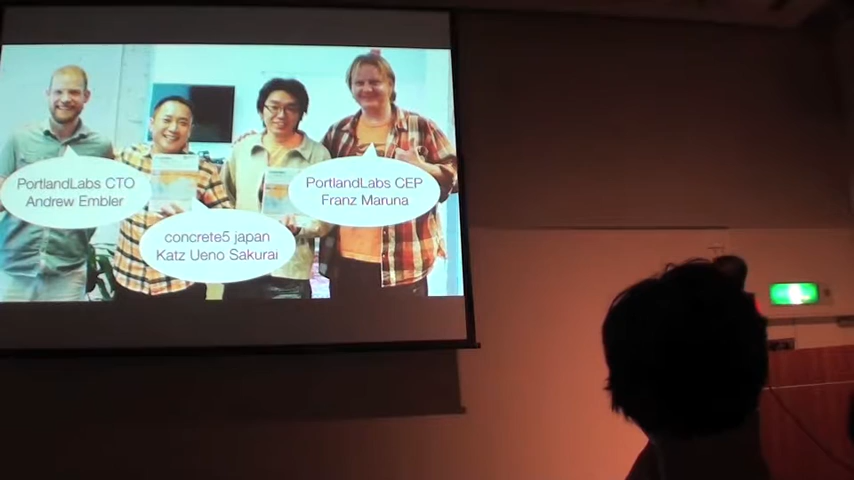 PortlandLabs CTO
Andrew Embler
PortlandLabs CEP
Franz Maruna
concrete5 japan
Katz Ueno Sakurai